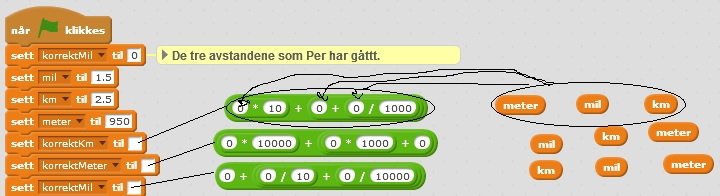 når klikkes
sett korrektMil til 0
De tre avstandene som Per har gåttt.
sett mil til 1.5
sett km til 2.5
sett meter til 950
sett korrektKm til
sett korrektMeter til
sett korrektMil til
0 * 10 + 0 + 0 / 1000
0 * 10000 + 0 * 1000 + 0
0 + 0 / 10 + 0 / 10000
meter mil km
mil km meter
km mil meter